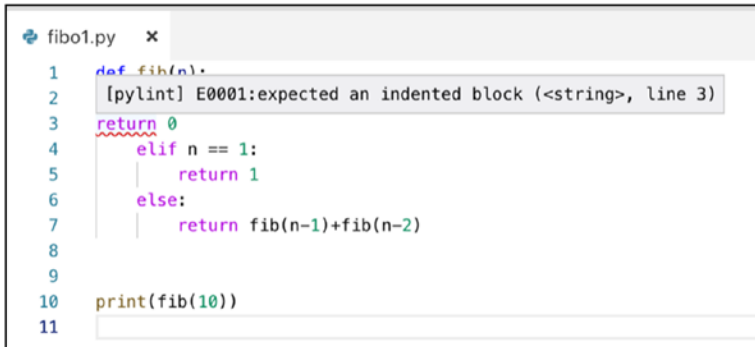 fibo1.py ×
1 def fib(n):
2 [pylint] E0001:expected an indented block (<string>, line 3)
3 return 0
4 elif n == 1:
5 return 1
6 else:
7 return fib(n-1)+fib(n-2)
8
9
10 print(fib(10))
11